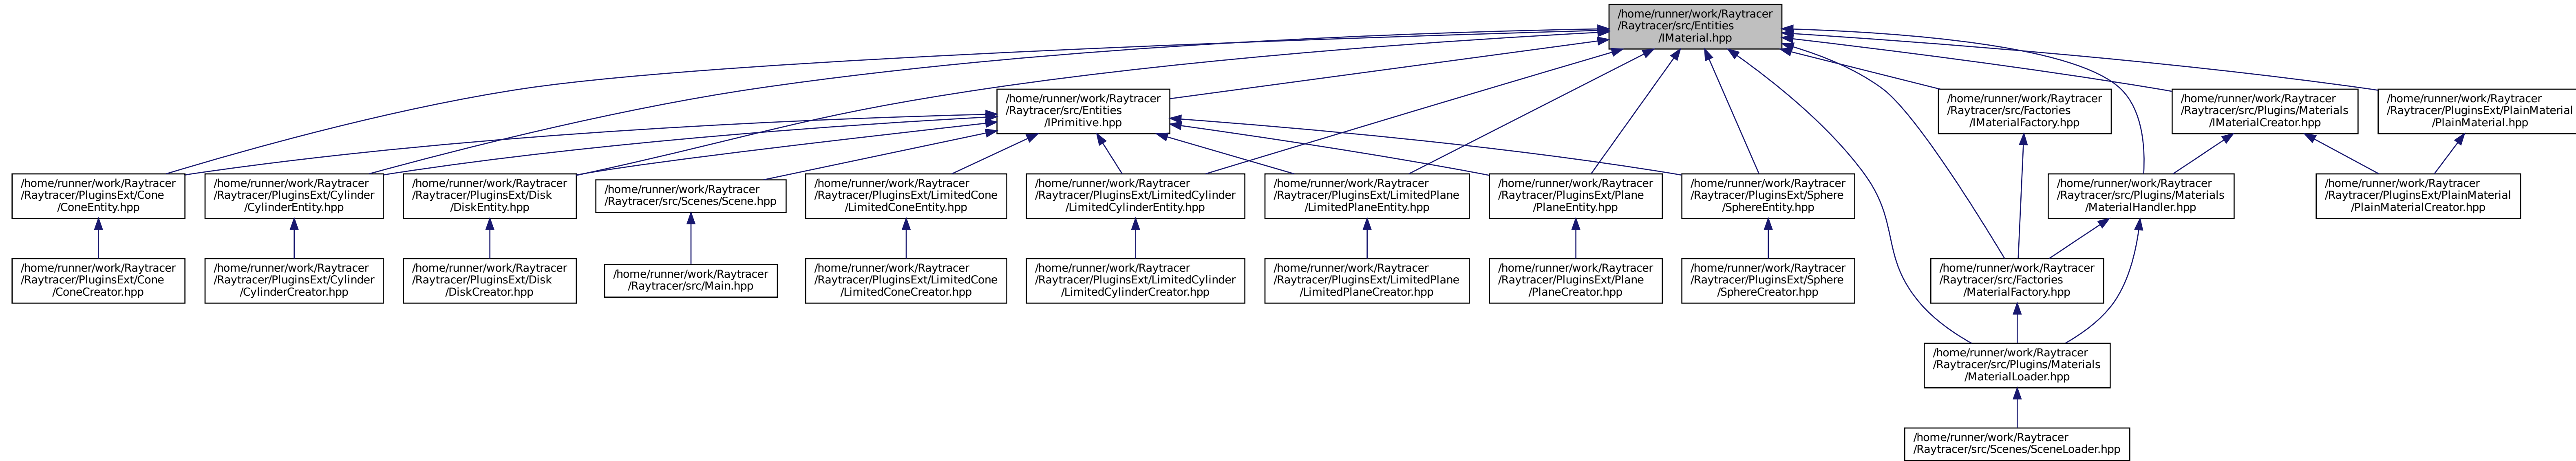 /home/runner/work/Raytracer
/Raytracer/src/Entities
/IMaterial.hpp
/home/runner/work/Raytracer
/Raytracer/src/Entities
/IPrimitive.hpp
/home/runner/work/Raytracer
/Raytracer/src/Factories
/IMaterialFactory.hpp
/home/runner/work/Raytracer
/Raytracer/src/Plugins/Materials
/IMaterialCreator.hpp
/home/runner/work/Raytracer
/Raytracer/PluginsExt/PlainMaterial
/PlainMaterial.hpp
/home/runner/work/Raytracer
/Raytracer/PluginsExt/Cone
/ConeEntity.hpp
/home/runner/work/Raytracer
/Raytracer/PluginsExt/Cylinder
/CylinderEntity.hpp
/home/runner/work/Raytracer
/Raytracer/PluginsExt/Disk
/DiskEntity.hpp
/home/runner/work/Raytracer
/Raytracer/src/Scenes/Scene.hpp
/home/runner/work/Raytracer
/Raytracer/PluginsExt/LimitedCone
/LimitedConeEntity.hpp
/home/runner/work/Raytracer
/Raytracer/PluginsExt/LimitedCylinder
/LimitedCylinderEntity.hpp
/home/runner/work/Raytracer
/Raytracer/PluginsExt/LimitedPlane
/LimitedPlaneEntity.hpp
/home/runner/work/Raytracer
/Raytracer/PluginsExt/Plane
/PlaneEntity.hpp
/home/runner/work/Raytracer
/Raytracer/PluginsExt/Sphere
/SphereEntity.hpp
/home/runner/work/Raytracer
/Raytracer/src/Plugins/Materials
/MaterialHandler.hpp
/home/runner/work/Raytracer
/Raytracer/PluginsExt/PlainMaterial
/PlainMaterialCreator.hpp
/home/runner/work/Raytracer
/Raytracer/PluginsExt/Cone
/ConeCreator.hpp
/home/runner/work/Raytracer
/Raytracer/PluginsExt/Cylinder
/CylinderCreator.hpp
/home/runner/work/Raytracer
/Raytracer/PluginsExt/Disk
/DiskCreator.hpp
/home/runner/work/Raytracer
/Raytracer/src/Main.hpp
/home/runner/work/Raytracer
/Raytracer/PluginsExt/LimitedCone
/LimitedConeCreator.hpp
/home/runner/work/Raytracer
/Raytracer/PluginsExt/LimitedCylinder
/LimitedCylinderCreator.hpp
/home/runner/work/Raytracer
/Raytracer/PluginsExt/LimitedPlane
/LimitedPlaneCreator.hpp
/home/runner/work/Raytracer
/Raytracer/PluginsExt/Plane
/PlaneCreator.hpp
/home/runner/work/Raytracer
/Raytracer/PluginsExt/Sphere
/SphereCreator.hpp
/home/runner/work/Raytracer
/Raytracer/src/Factories
/MaterialFactory.hpp
/home/runner/work/Raytracer
/Raytracer/src/Plugins/Materials
/MaterialLoader.hpp
/home/runner/work/Raytracer
/Raytracer/src/Scenes/SceneLoader.hpp